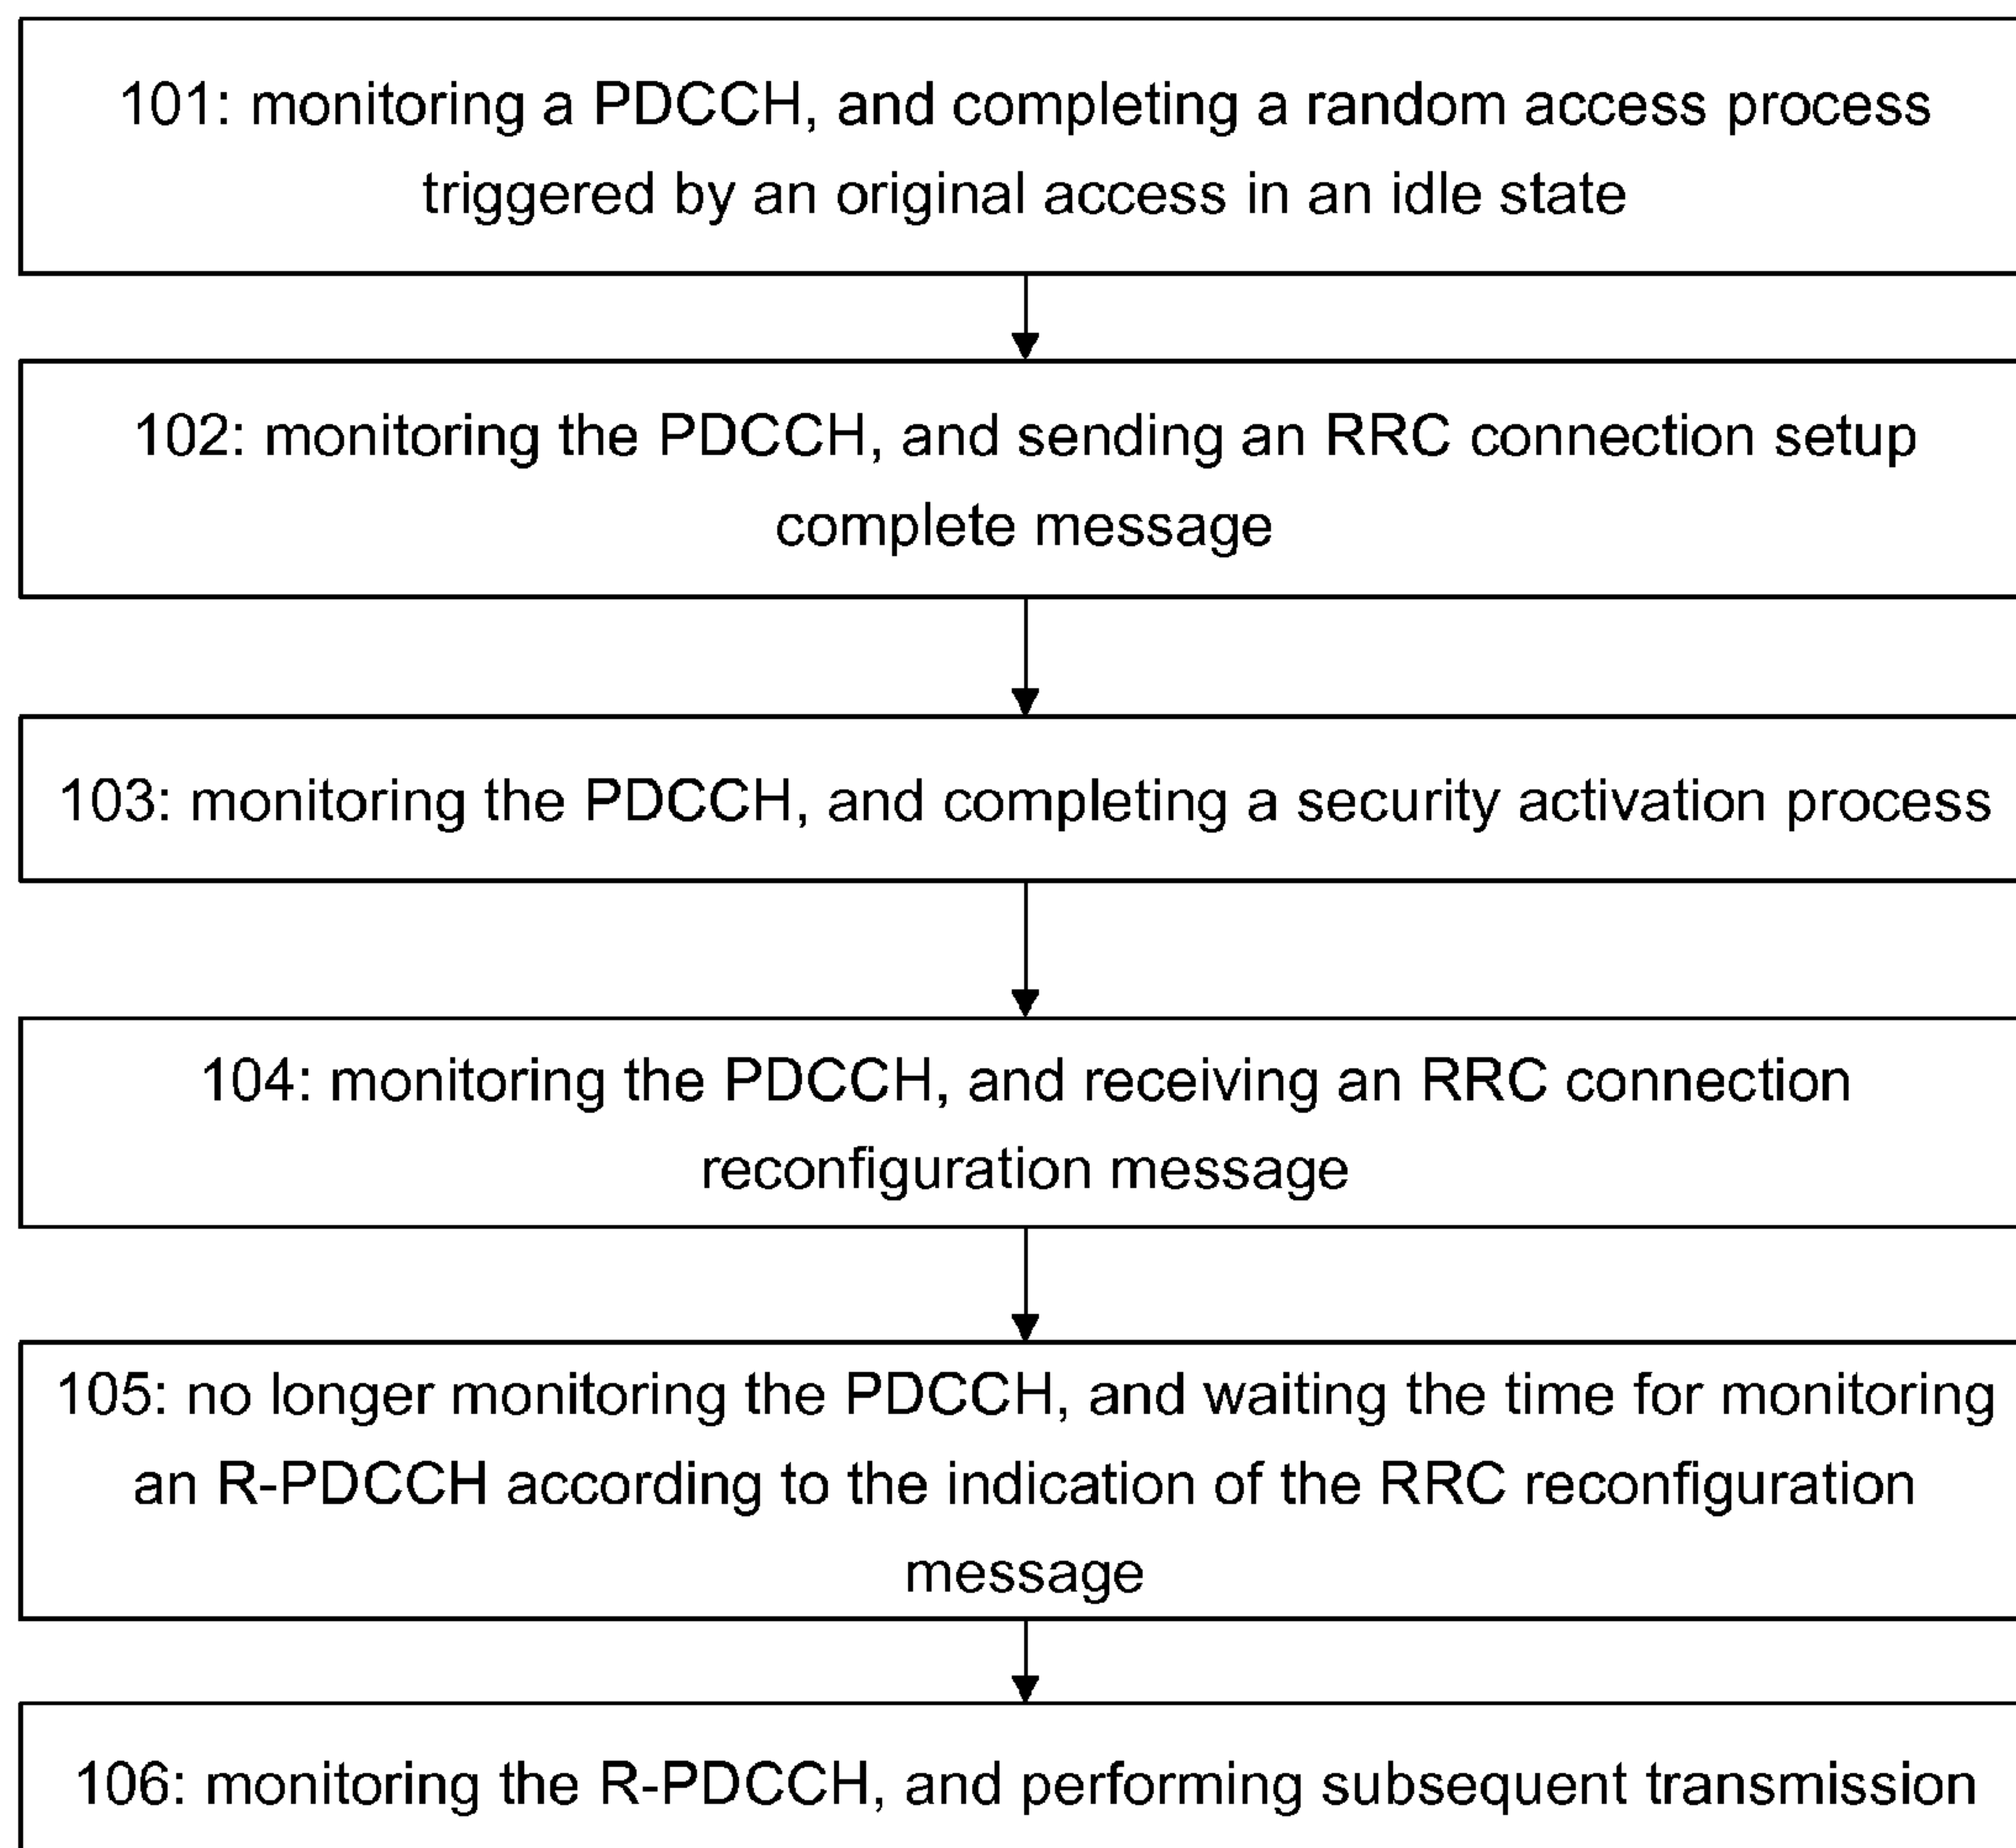 101: monitoring a PDCCH, and completing a random access process
triggered by an original access in an idle state
102: monitoring the PDCCH, and sending an RRC connection setup
complete message
103: monitoring the PDCCH, and completing a security activation process
104: monitoring the PDCCH, and receiving an RRC connection
reconfiguration message
105: no longer monitoring the PDCCH, and waiting the time for monitoring
an R-PDCCH according to the indication of the RRC reconfiguration
message
106: monitoring the R-PDCCH, and performing subsequent transmission